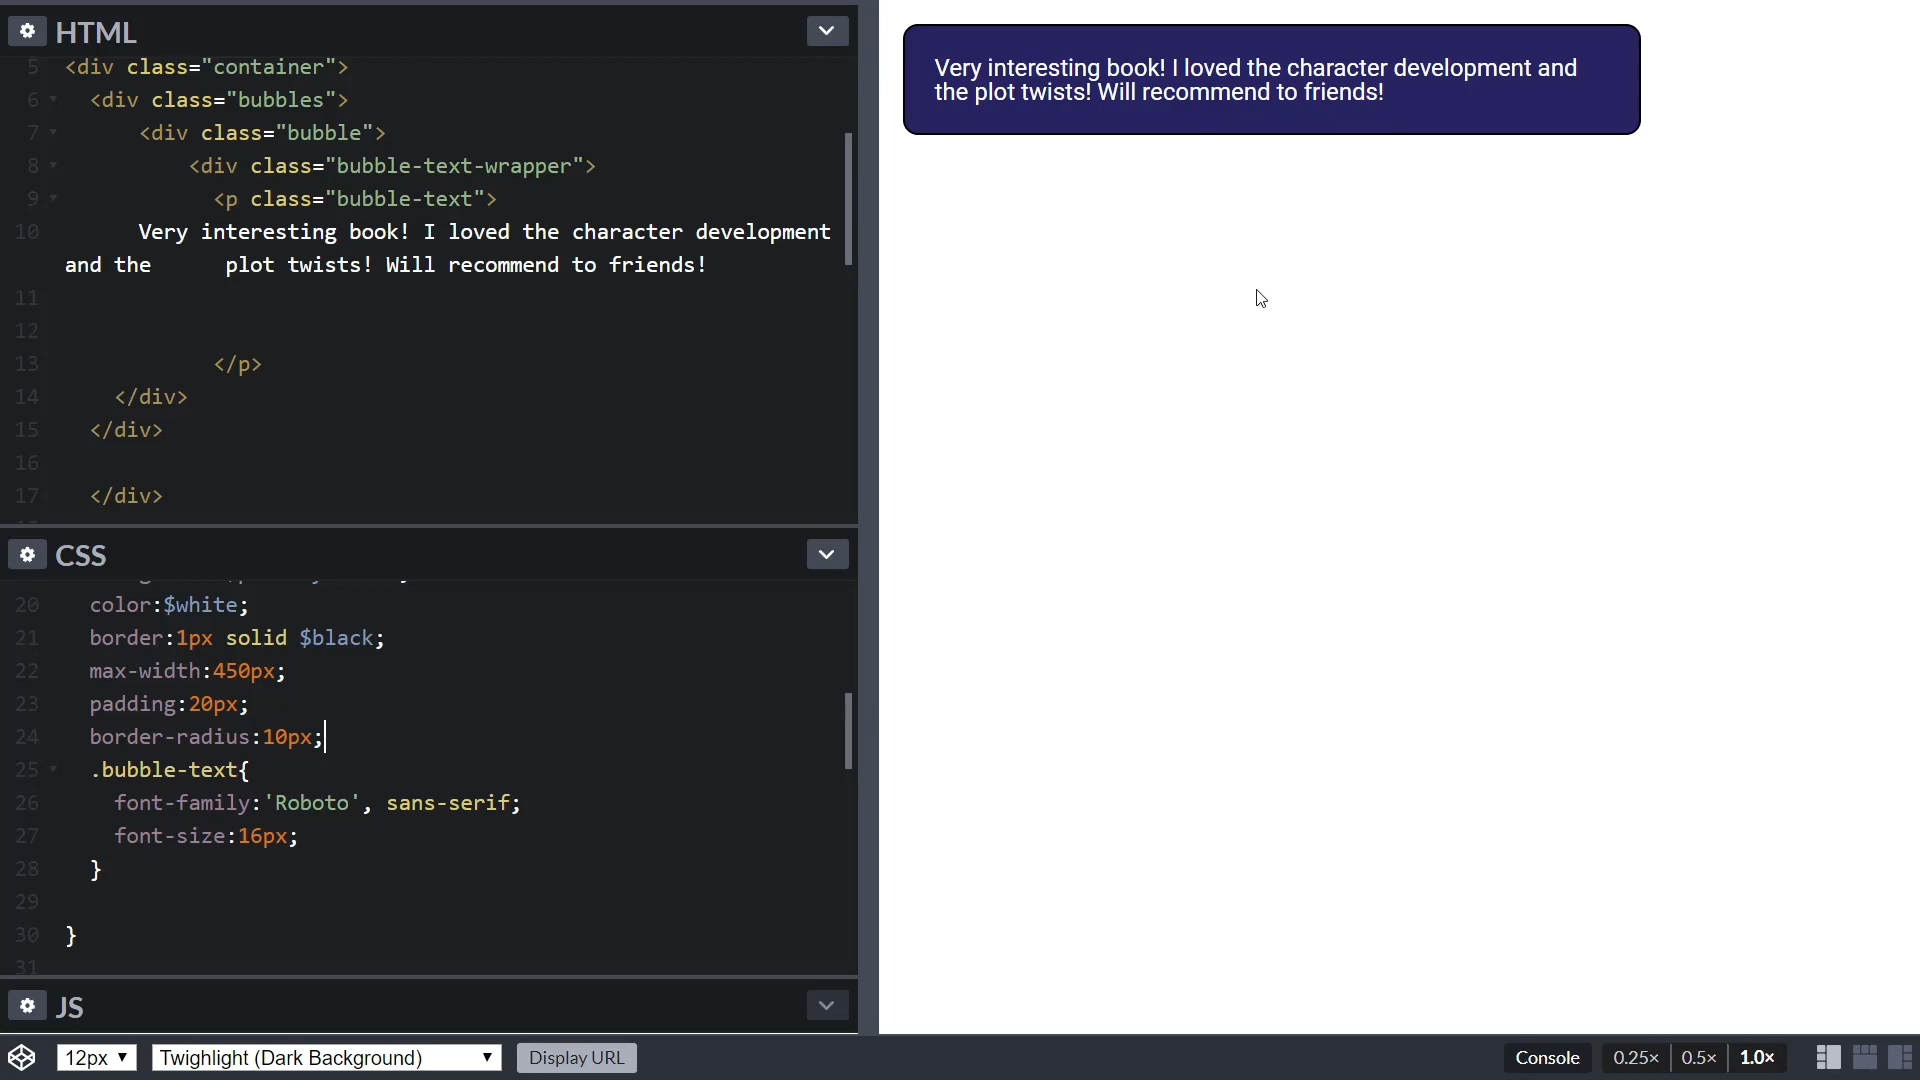 HTML
5 <div class="container">
6 <div class="bubbles">
7 <div class="bubble">
8 <div class="bubble-text-wrapper">
9 <p class="bubble-text">
10 Very interesting book! I loved the character development
and the plot twists! Will recommend to friends!
11
12
13 </p>
14 </div>
15 </div>
16
17 </div>
CSS
20 color:$white;
21 border:1px solid $black;
22 max-width:450px;
23 padding:20px;
24 border-radius:10px;
25 .bubble-text{
26 font-family:'Roboto', sans-serif;
27 font-size:16px;
28 }
29
30 }
31
JS
Very interesting book! I loved the character development and
the plot twists! Will recommend to friends!
12px ▼ Twighlight (Dark Background) ▼ Display URL Console 0.25× 0.5× 1.0×